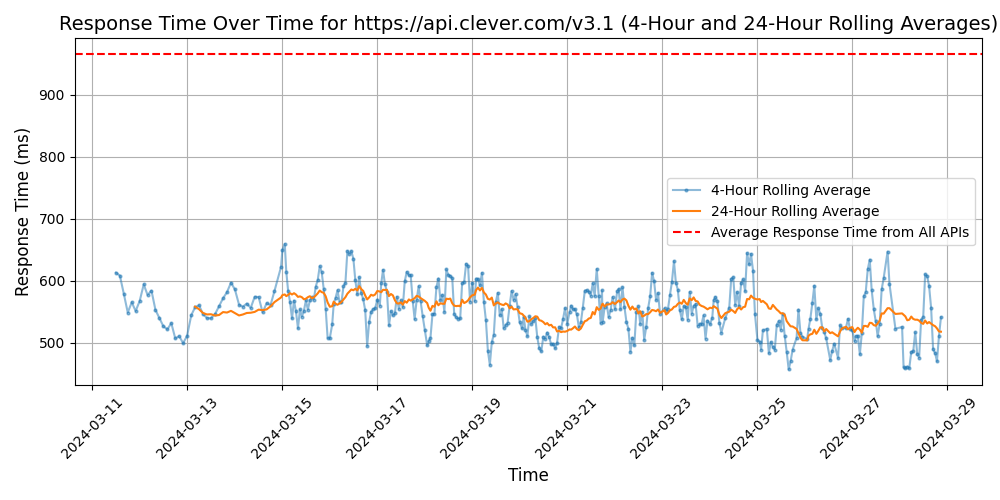 Response Time Over Time for https://api.clever.com/v3.1 (4-Hour and 24-Hour Rolling Averages)
Response Time (ms)
900
800
700
600
500
4-Hour Rolling Average
24-Hour Rolling Average
Average Response Time from All APIs
2024-03-11
2024-03-13
2024-03-15
2024-03-17
2024-03-19
2024-03-21
2024-03-23
2024-03-25
2024-03-27
2024-03-29
Time